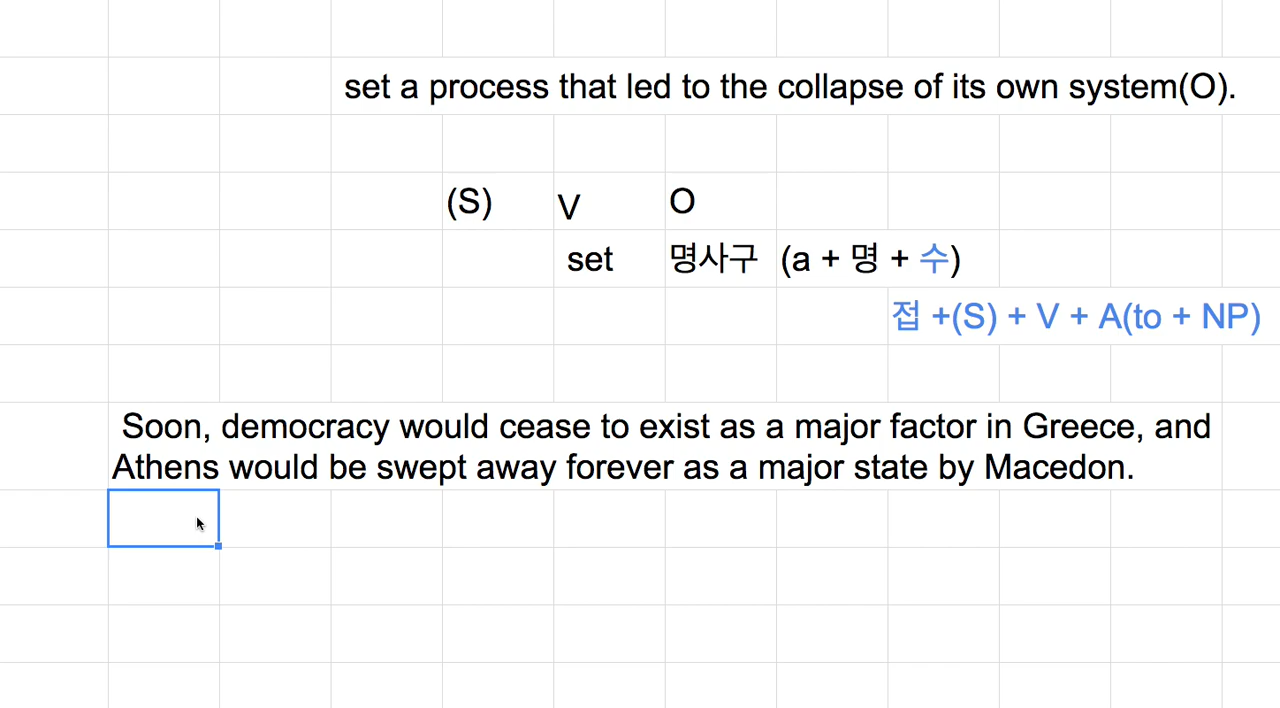 set a process that led to the collapse of its own system(O).
(S) V O
set 명사구 (a + 명 + 수)
접 +(S) + V + A(to + NP)
Soon, democracy would cease to exist as a major factor in Greece, and
Athens would be swept away forever as a major state by Macedon.